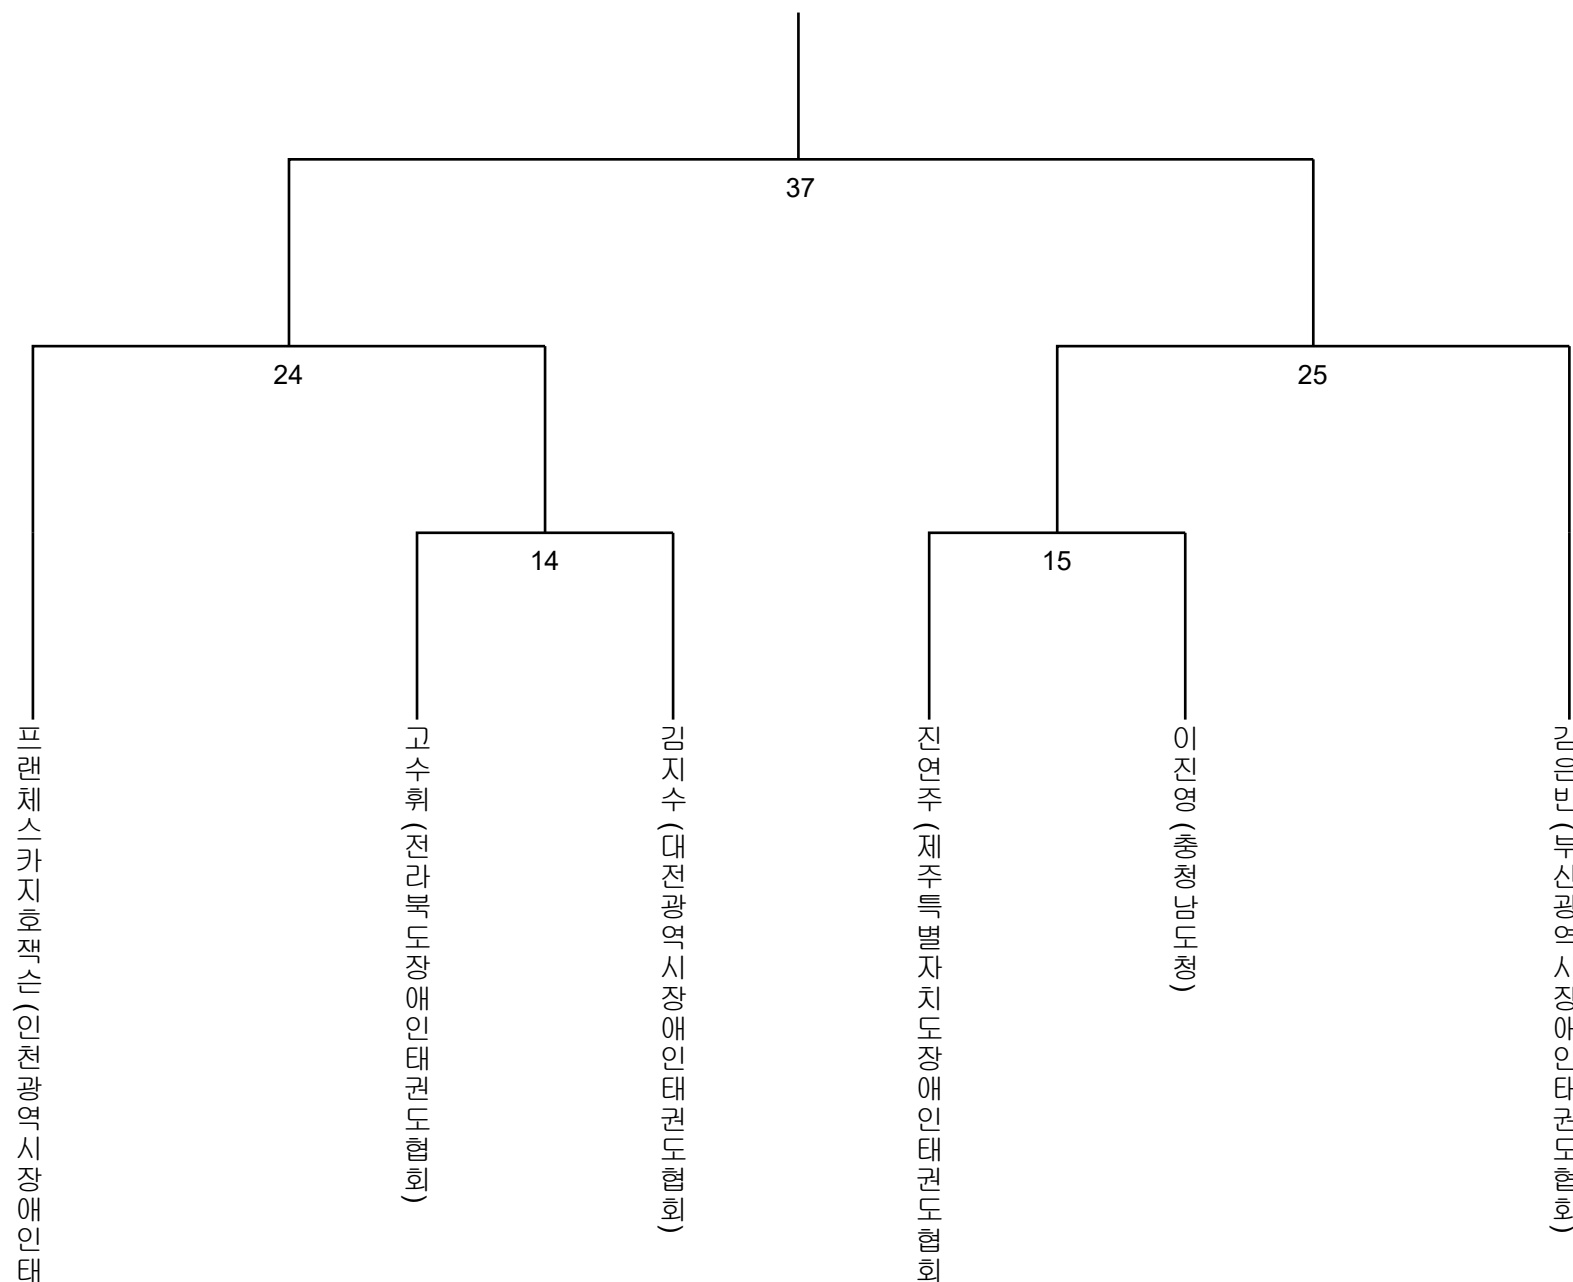 37
24
25
14
15
프랜체스카지호잭슨 (인천광역시장애인태
고수휘 (전라북도장애인태권도협회)
김지수 (대전광역시장애인태권도협회)
진연주 (제주특별자치도장애인태권도협회
이진영 (충청남도청)
김은빈 (부산광역시장애인태권도협회)